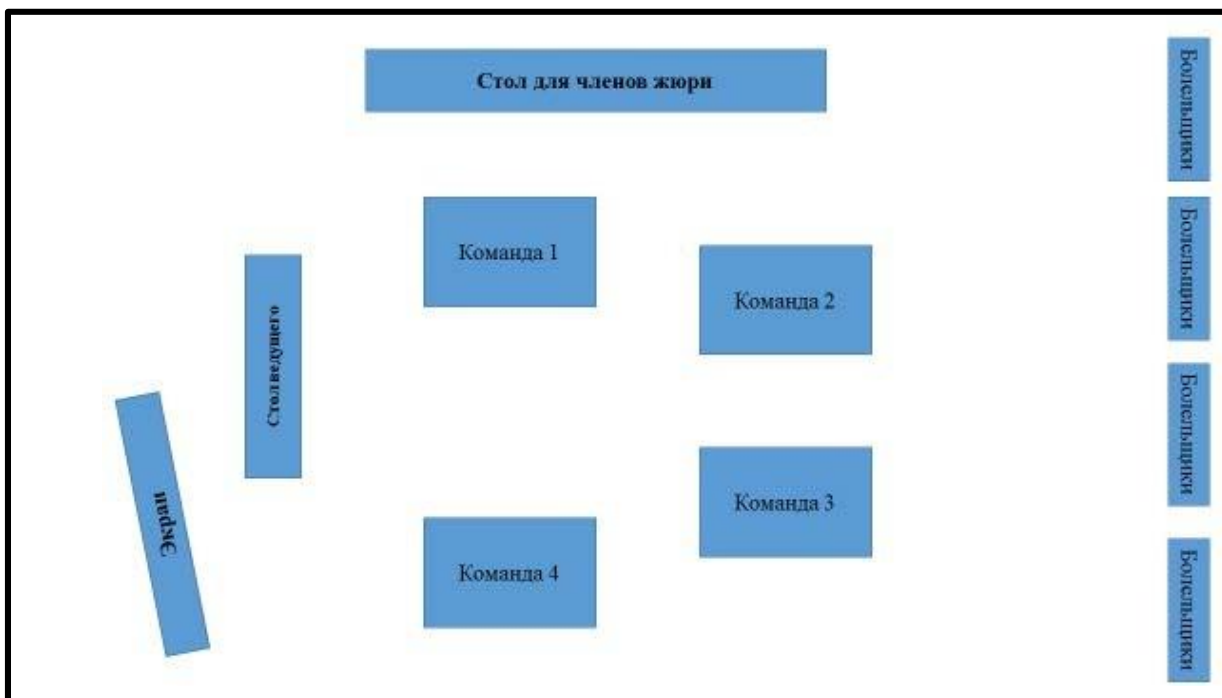 Стол для членов жюри
Болельщики
Команда 1
Болельщики
Команда 2
Стол ведущего
Болельщики
Экран
Команда 3
Команда 4
Болельщики